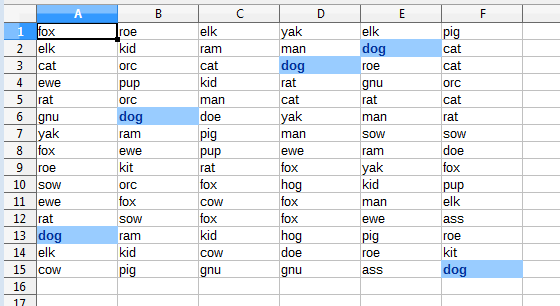 A B C D E F
1 fox roe elk yak elk pig
2 elk kid ram man dog cat
3 cat orc cat dog roe cat
4 ewe pup kid rat gnu orc
5 rat orc man cat rat cat
6 gnu dog doe yak man rat
7 yak ram pig man sow sow
8 fox ewe pup ewe ram doe
9 roe kit rat fox yak fox
10 sow orc fox hog kid pup
11 ewe fox cow fox man elk
12 rat sow fox fox ewe ass
13 dog ram kid hog pig roe
14 elk kid cow doe roe kit
15 cow pig gnu gnu ass dog
16
17